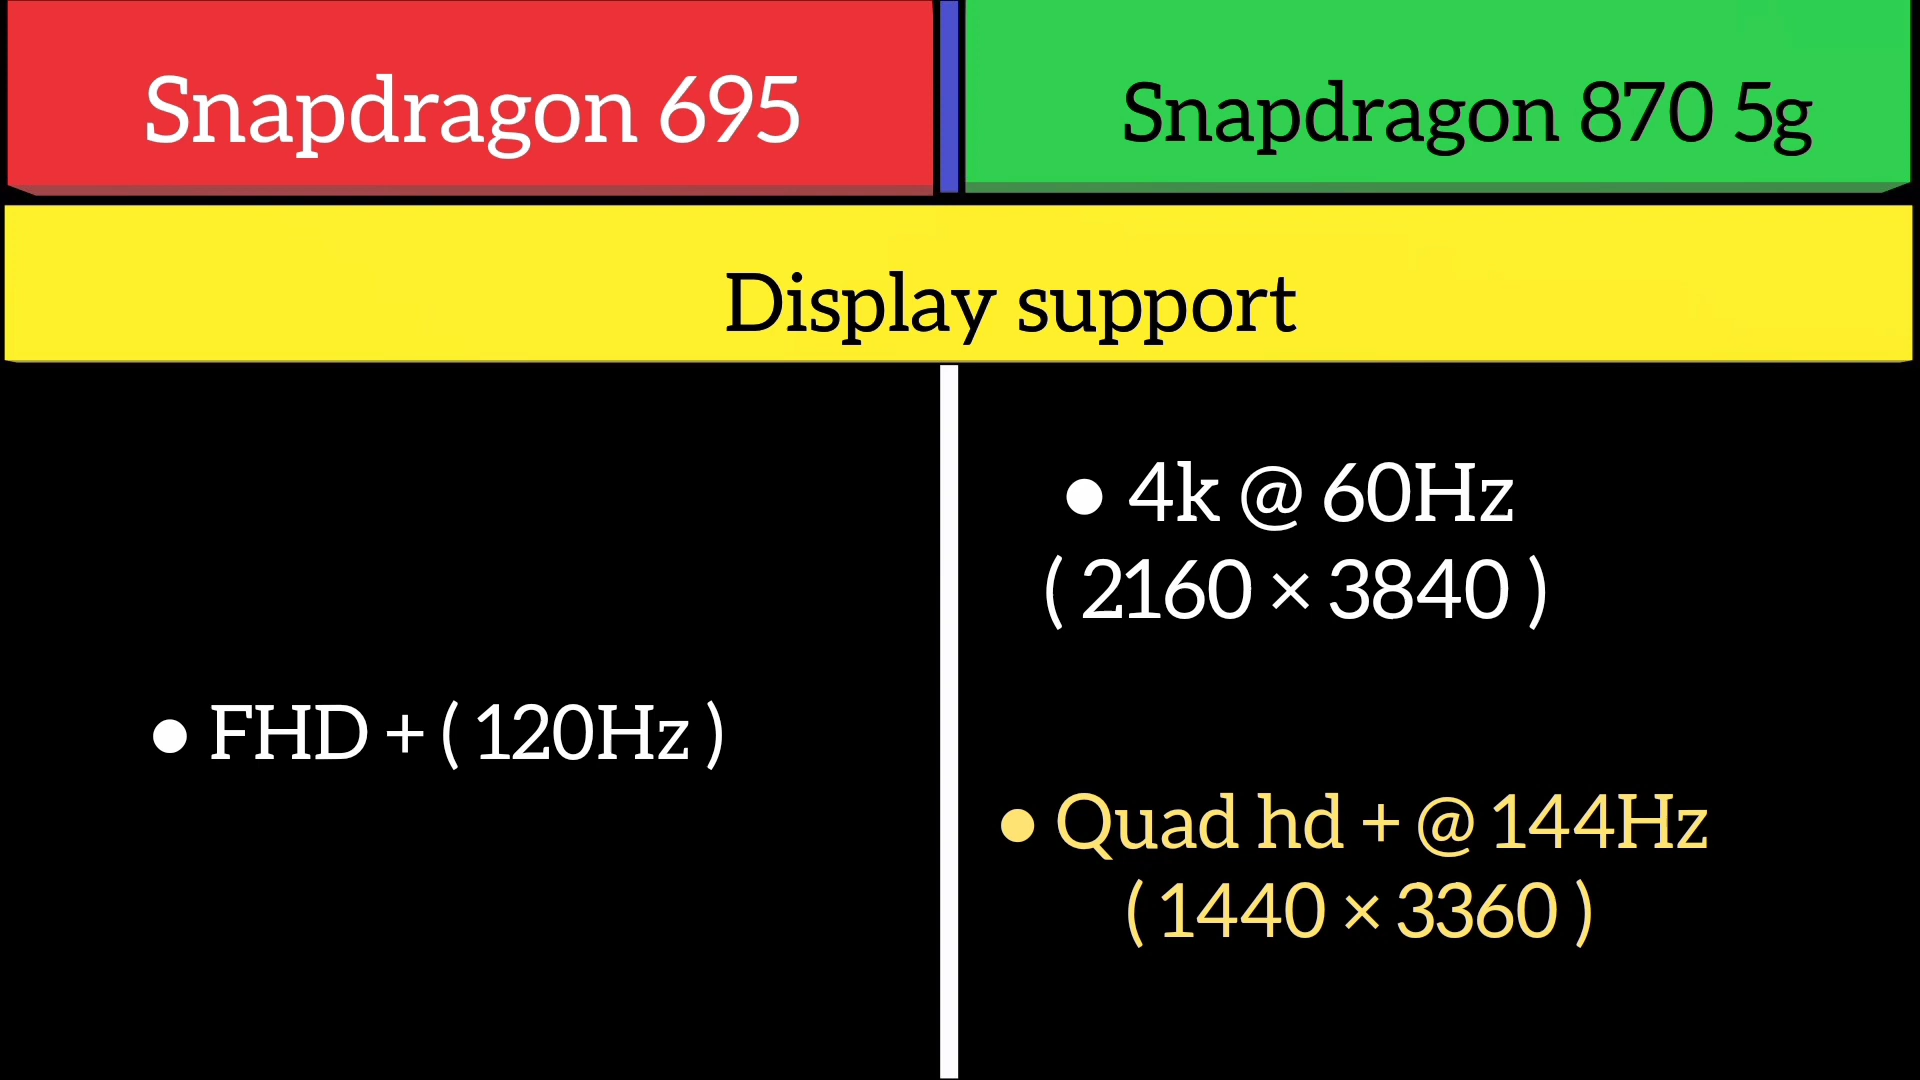 Snapdragon 695
Snapdragon 870 5g
Display support
● FHD + ( 120Hz )
● 4k @ 60Hz
( 2160 × 3840 )
● Quad hd + @ 144Hz
( 1440 × 3360 )